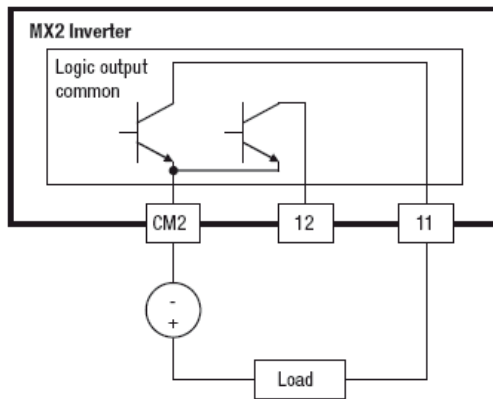 MX2 Inverter
Logic output
common
CM2
12
11
-
+
Load